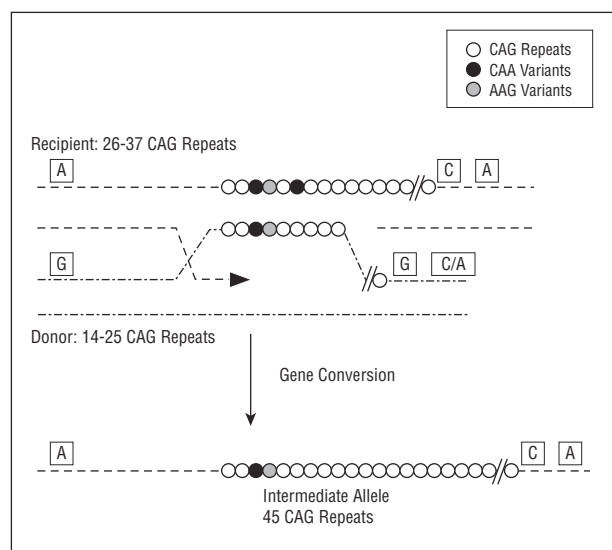 CAG Repeats
CAA Variants
AAG Variants
Recipient: 26-37 CAG Repeats
A
C A
G
G C/A
Donor: 14-25 CAG Repeats
Gene Conversion
A
C A
Intermediate Allele
45 CAG Repeats